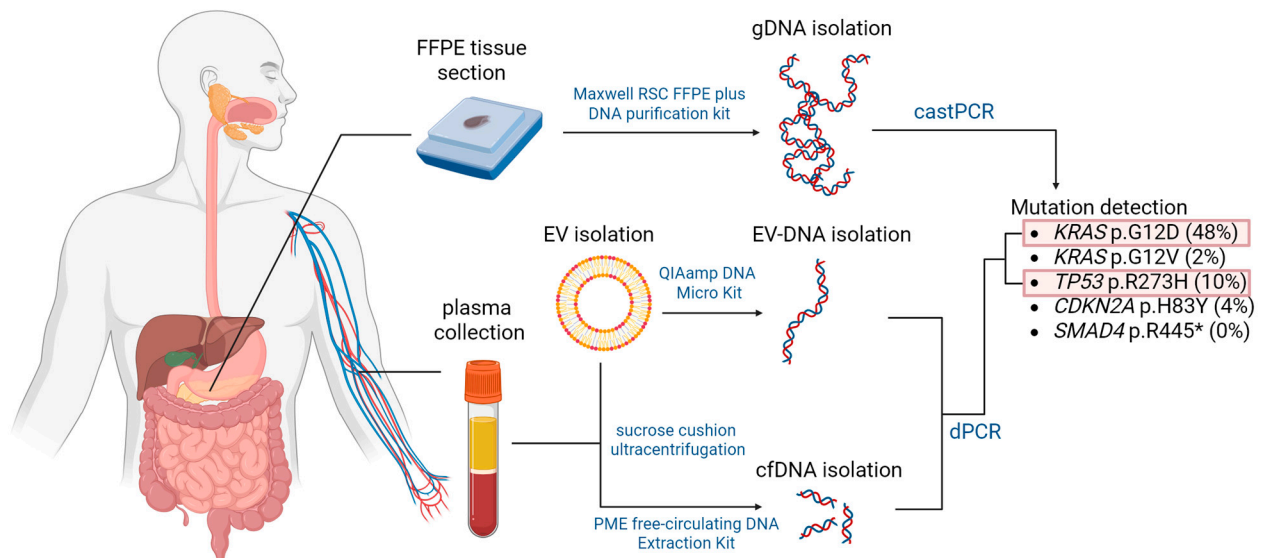 FFPE tissue
section
Maxwell RSC FFPE plus
DNA purification kit
gDNA isolation
castPCR
Mutation detection
• KRAS p.G12D (48%)
• KRAS p.G12V (2%)
• TP53 p.R273H (10%)
• CDKN2A p.H83Y (4%)
• SMAD4 p.R445* (0%)
EV isolation
QIAamp DNA
Micro Kit
EV-DNA isolation
plasma
collection
sucrose cushion
ultracentrifugation
dPCR
cfDNA isolation
PME free-circulating DNA
Extraction Kit